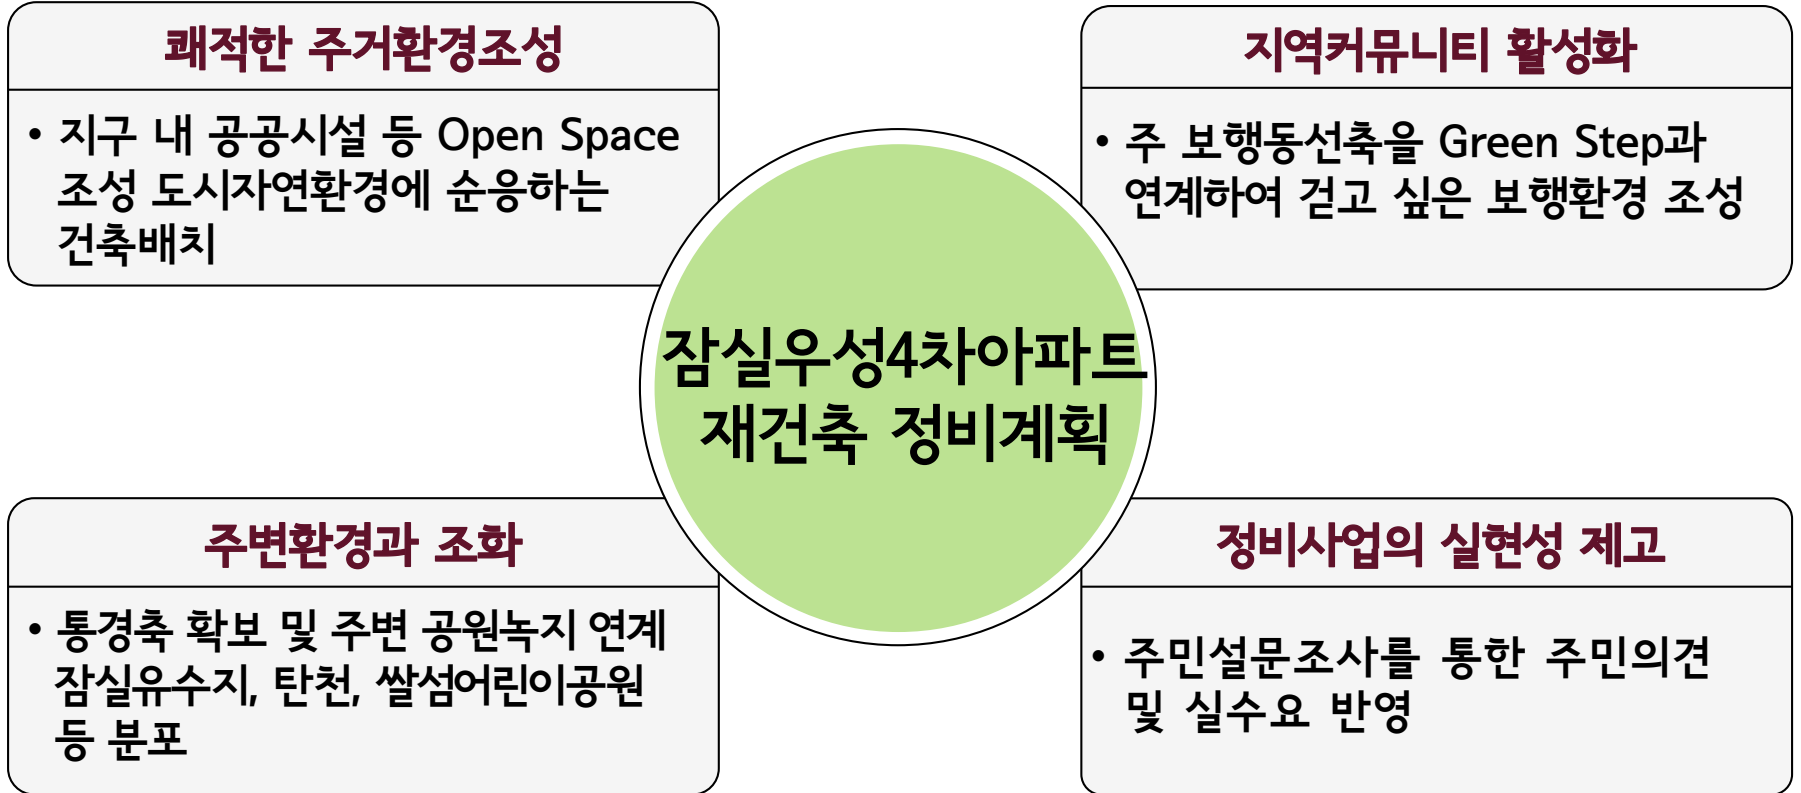 쾌적한 주거환경조성
• 지구 내 공공시설 등 Open Space
조성 도시자연환경에 순응하는
건축배치
지역커뮤니티 활성화
• 주 보행동선축을 Green Step과
연계하여 걷고 싶은 보행환경 조성
잠실우성4차아파트
재건축 정비계획
주변환경과 조화
• 통경축 확보 및 주변 공원녹지 연계
잠실유수지, 탄천, 쌀섬어린이공원
등 분포
정비사업의 실현성 제고
• 주민설문조사를 통한 주민의견
및 실수요 반영